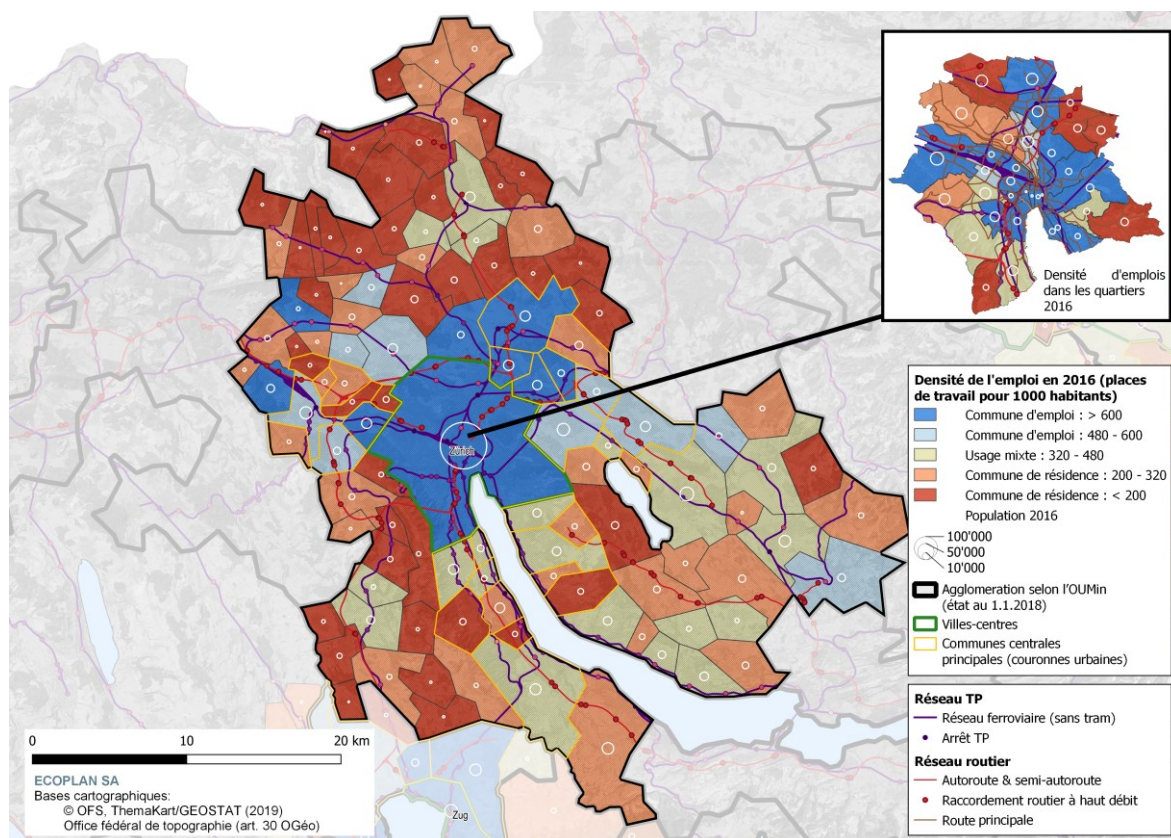 Densité d'emplois
dans les quartiers
2016
Zürich
Densité de l'emploi en 2016 (places
de travail pour 1000 habitants)
Commune d'emploi : > 600
Commune d'emploi : 480 - 600
Usage mixte : 320 - 480
Commune de résidence : 200 - 320
Commune de résidence : < 200
Population 2016
100'000
50'000
10'000
Agglomeration selon l'OUMin
(état au 1.1.2018)
Villes-centres
Communes centrales
principales (couronnes urbaines)
Réseau TP
Réseau ferroviaire (sans tram)
Arrêt TP
Réseau routier
Autoroute & semi-autoroute
Raccordement routier à haut débit
Route principale
0 10 20 km
ECOPLAN SA
Bases cartographiques:
© OFS, ThemaKart/GEOSTAT (2019)
Office fédéral de topographie (art. 30 OGéo)
Zug